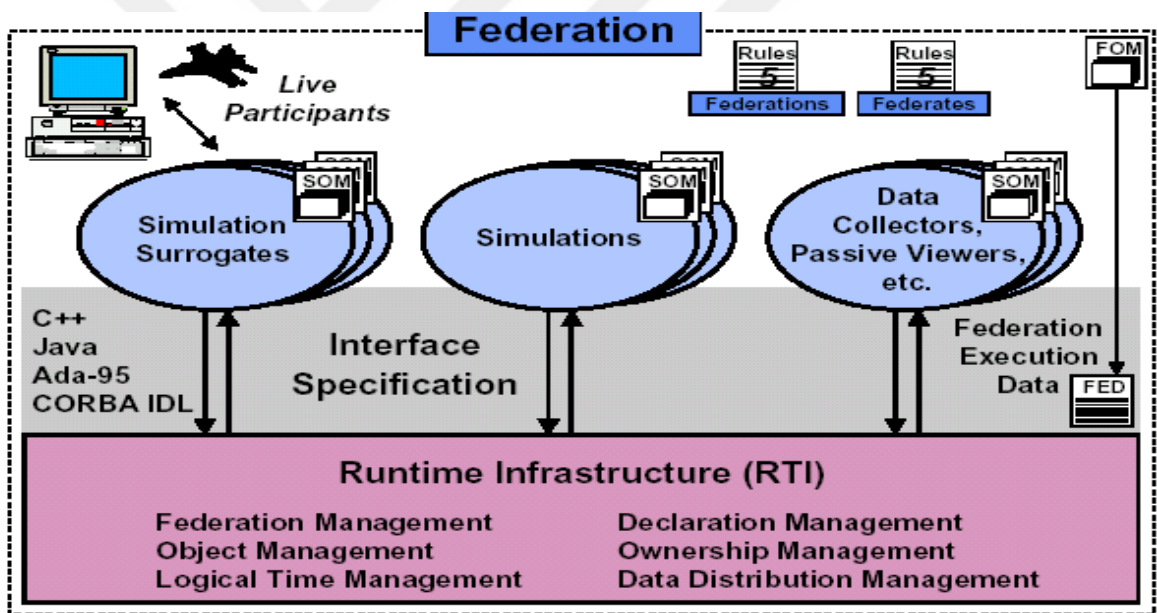 Federation
Live
Participants
Rules
5
Federations
Rules
5
Federates
FOM
SOM
Simulation
Surrogates
SOM
Simulations
SOM
Data
Collectors,
Passive Viewers,
etc.
C++
Java
Ada-95
CORBA IDL
Interface
Specification
Federation
Execution
Data
FED
Runtime Infrastructure (RTI)
Federation Management
Object Management
Logical Time Management
Declaration Management
Ownership Management
Data Distribution Management